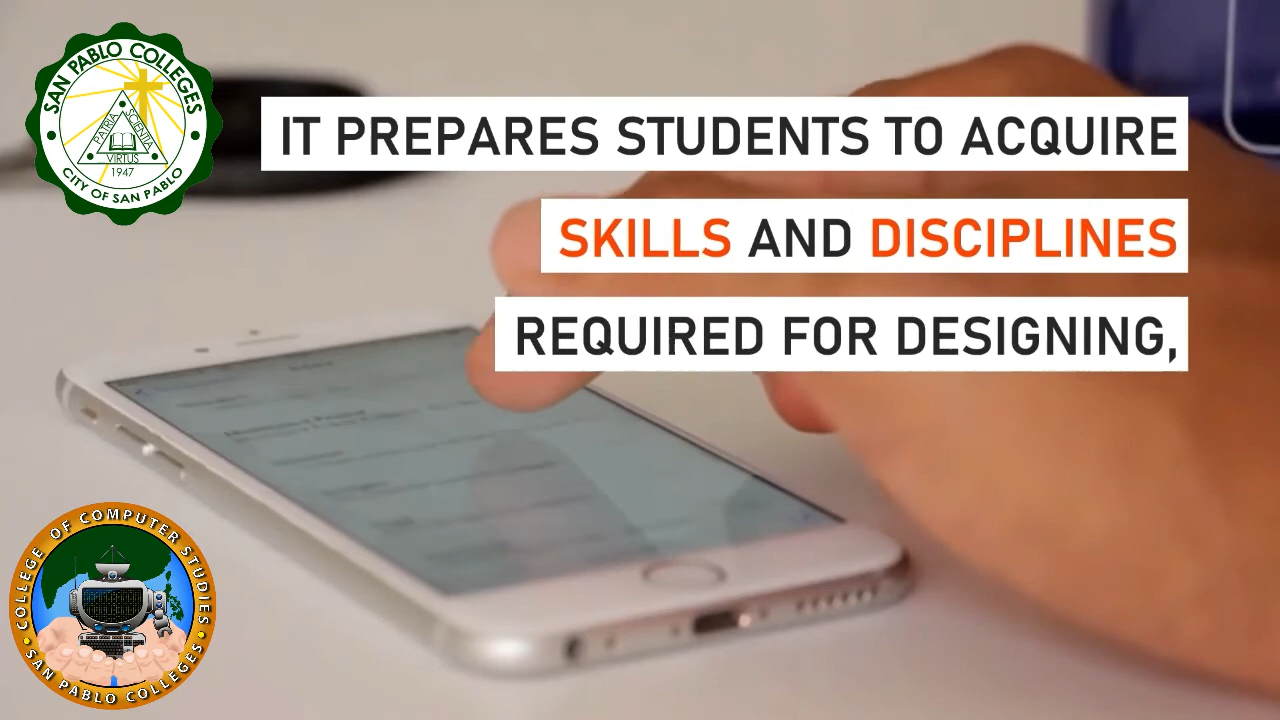 SAN PABLO COLLEGES
PATRIA
SCIENTIA
VIRTUS
1947
CITY OF SAN PABLO
IT PREPARES STUDENTS TO ACQUIRE
SKILLS AND DISCIPLINES
REQUIRED FOR DESIGNING,
COLLEGE OF COMPUTER STUDIES
SAN PABLO COLLEGES